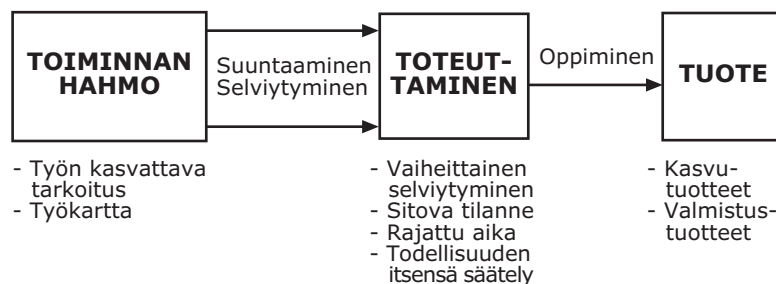 TOIMINNAN
HAHMO
Suuntaaminen
Selviytyminen
TOTEUT-
TAMINEN
Oppiminen
TUOTE
- Työn kasvattava
tarkoitus
- Työkartta
- Vaiheittainen
selviytyminen
- Sitova tilanne
- Rajattu aika
- Todellisuuden
itsensä säätely
- Kasvu-
tuotteet
- Valmistus-
tuotteet